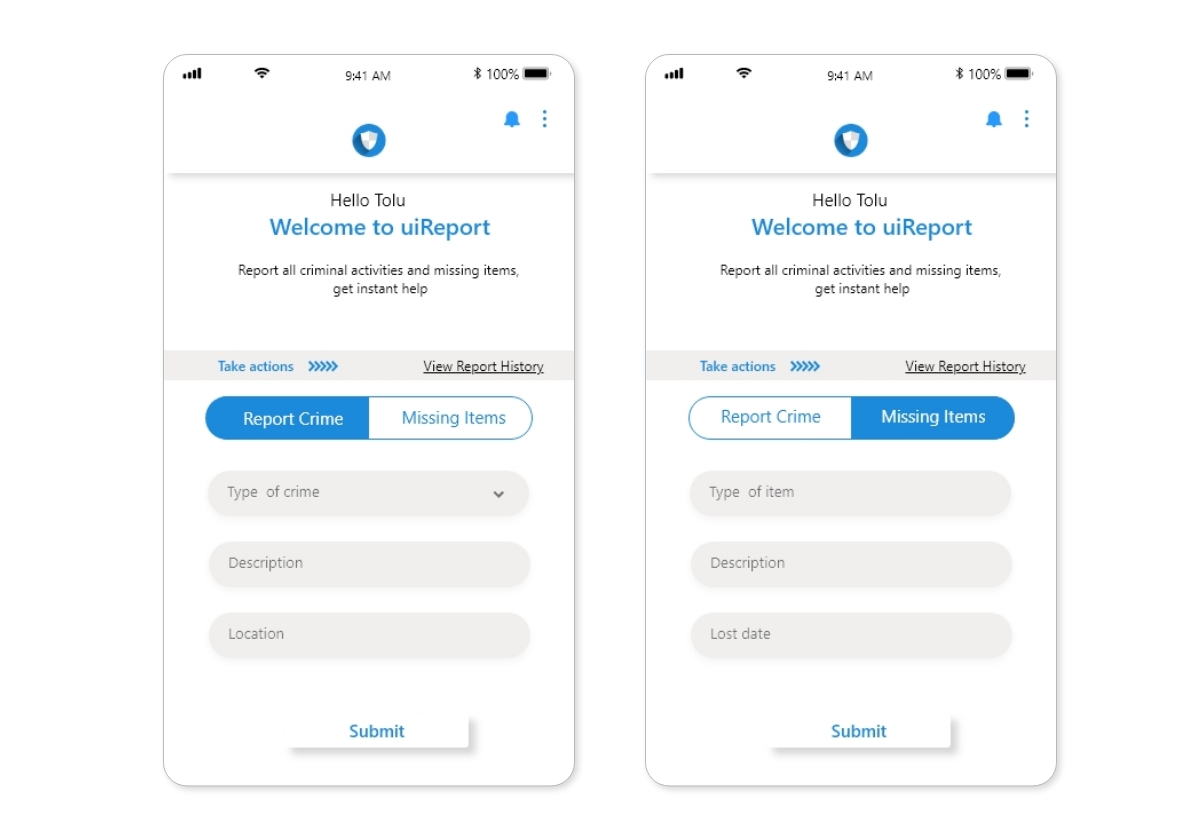 9:41 AM
100%
Hello Tolu
Welcome to uiReport
Report all criminal activities and missing items,
get instant help
Take actions
View Report History
Report Crime
Missing Items
Type of crime
Description
Location
Submit
9:41 AM
100%
Hello Tolu
Welcome to uiReport
Report all criminal activities and missing items,
get instant help
Take actions
View Report History
Report Crime
Missing Items
Type of item
Description
Lost date
Submit